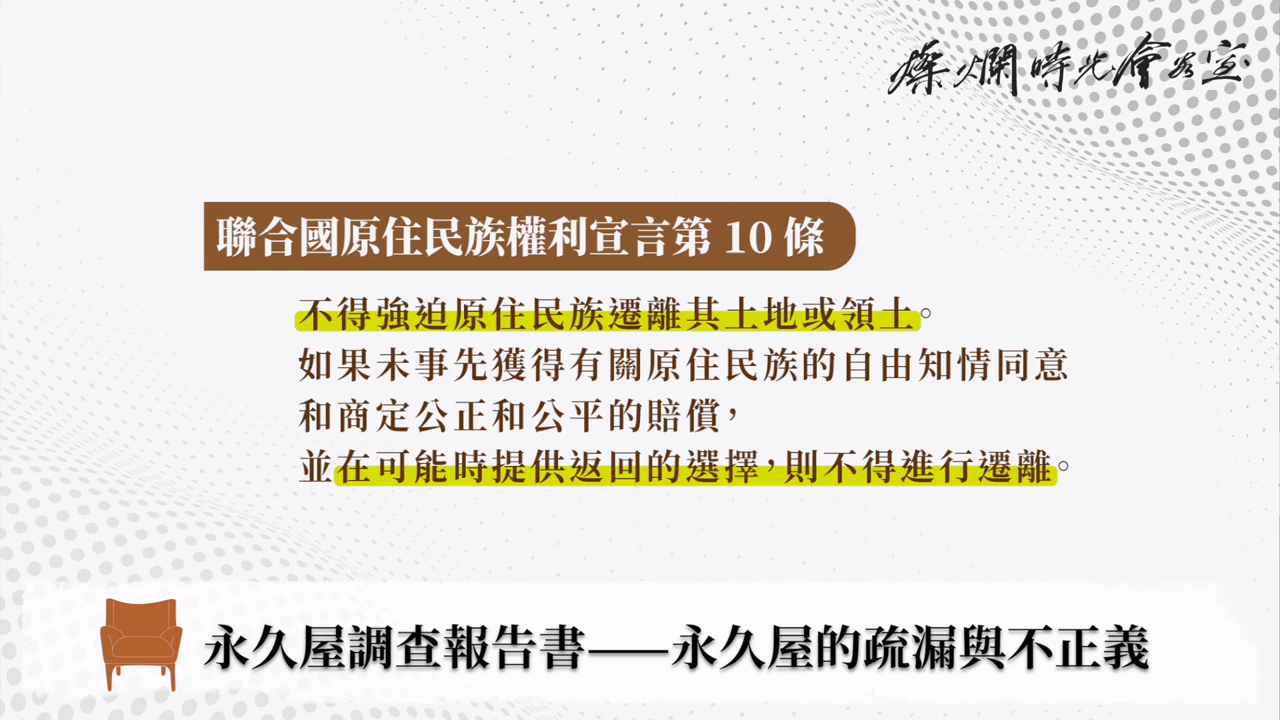 燦爛時光會客室
聯合國原住民族權利宣言第 10 條
不得強迫原住民族遷離其土地或領土。
如果未事先獲得有關原住民族的自由知情同意
和商定公正和公平的賠償，
並在可能時提供返回的選擇，則不得進行遷離。
永久屋調查報告書——永久屋的疏漏與不正義